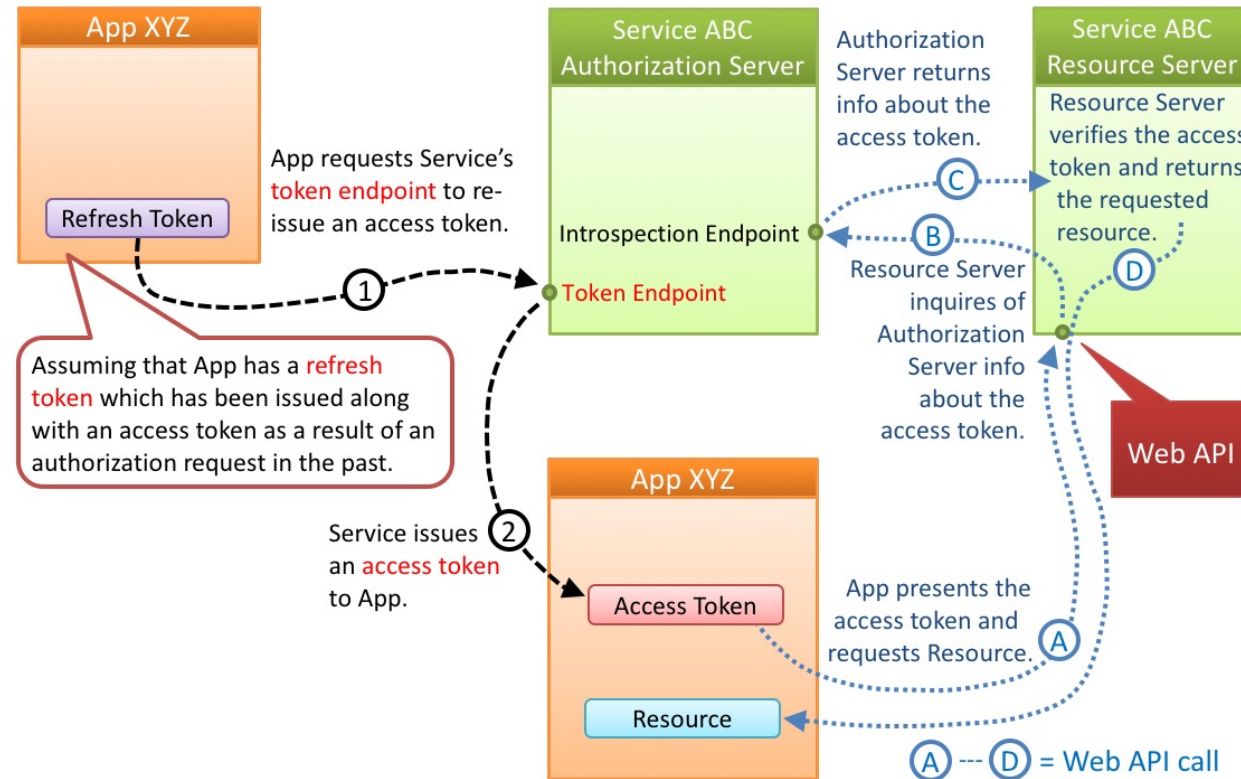 App XYZ
Refresh Token
App requests Service's
token endpoint to re-
issue an access token.
1
Assuming that App has a refresh
token which has been issued along
with an access token as a result of an
authorization request in the past.
Service ABC
Authorization Server
Introspection Endpoint
Token Endpoint
Authorization
Server returns
info about the
access token.
C
B
Resource Server
inquires of
Authorization
Server info
about the
access token.
Service ABC
Resource Server
Resource Server
verifies the access
token and returns
the requested
resource.
D
Web API
Service issues
an access token
to App.
2
App XYZ
Access Token
Resource
App presents the
access token and
requests Resource.
A
A --- D = Web API call